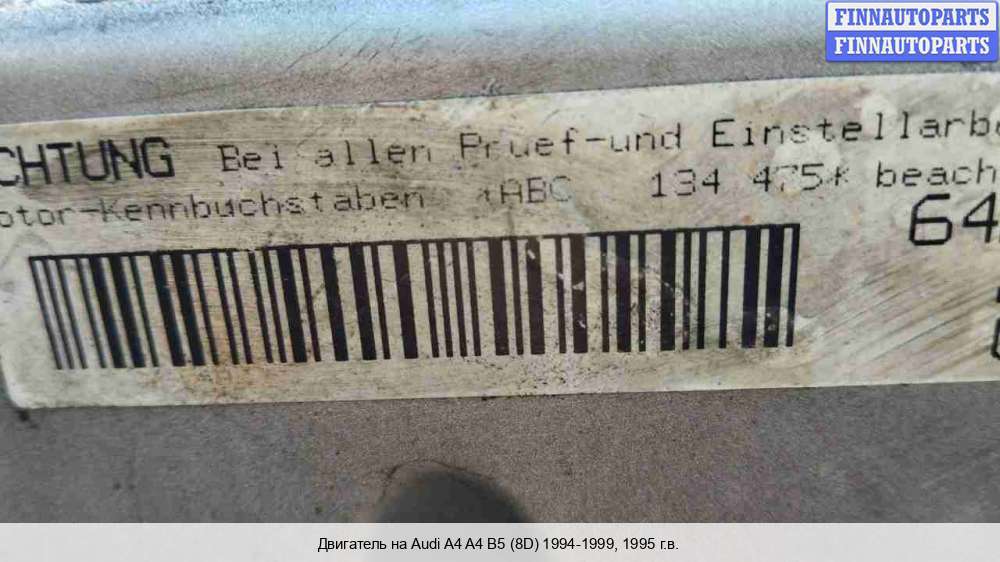 FINNAUTOPARTS
FINNAUTOPARTS
CHTUNG Bei allen Pruef-und Einstellarbe
otor-Kennbuchstaben *ABC 134 475* beach
64
Двигатель на Audi A4 A4 B5 (8D) 1994-1999, 1995 г.в.